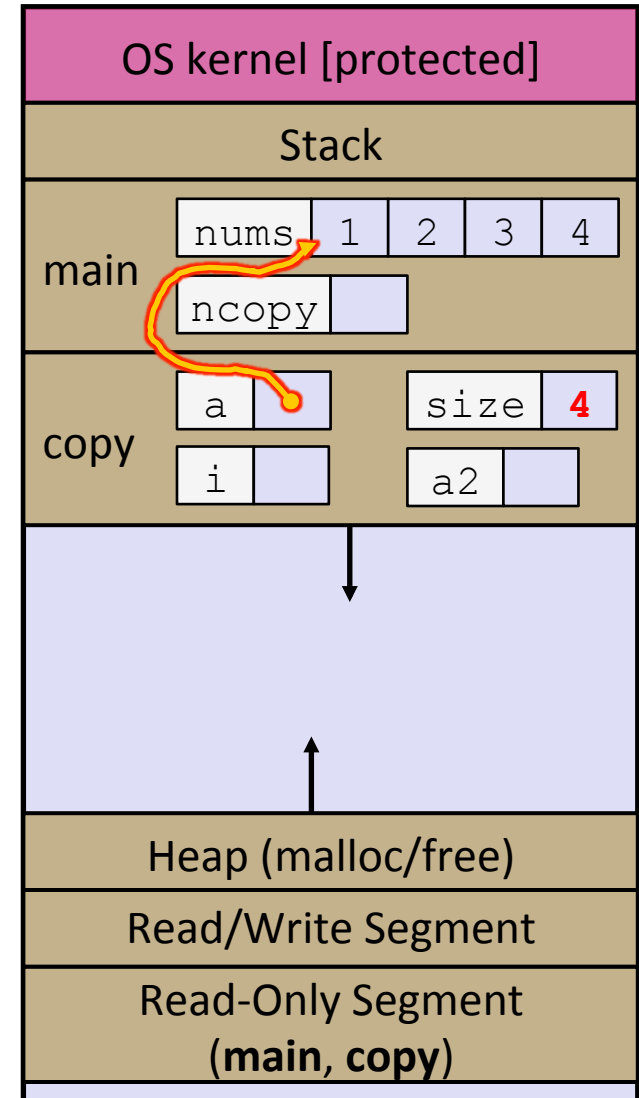 OS kernel [protected]
Stack
main
nums 1 2 3 4
ncopy
copy
a size 4
i a2
Heap (malloc/free)
Read/Write Segment
Read-Only Segment
(main, copy)